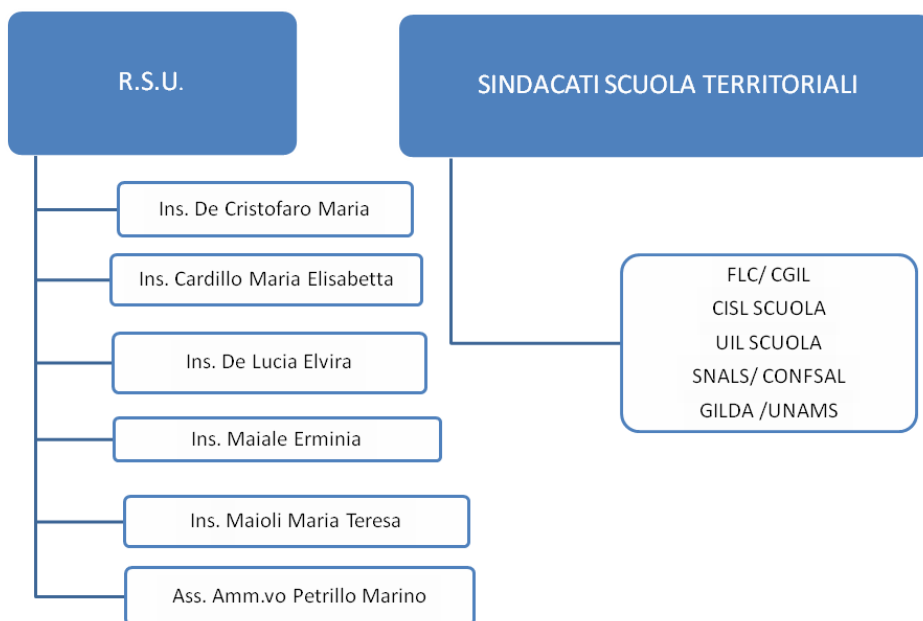 R.S.U.
Ins. De Cristofaro Maria
Ins. Cardillo Maria Elisabetta
Ins. De Lucia Elvira
Ins. Maiale Erminia
Ins. Maioli Maria Teresa
Ass. Amm.vo Petrillo Marino
SINDACATI SCUOLA TERRITORIALI
FLC/ CGIL
CISL SCUOLA
UIL SCUOLA
SNALS/ CONFSAL
GILDA /UNAMS